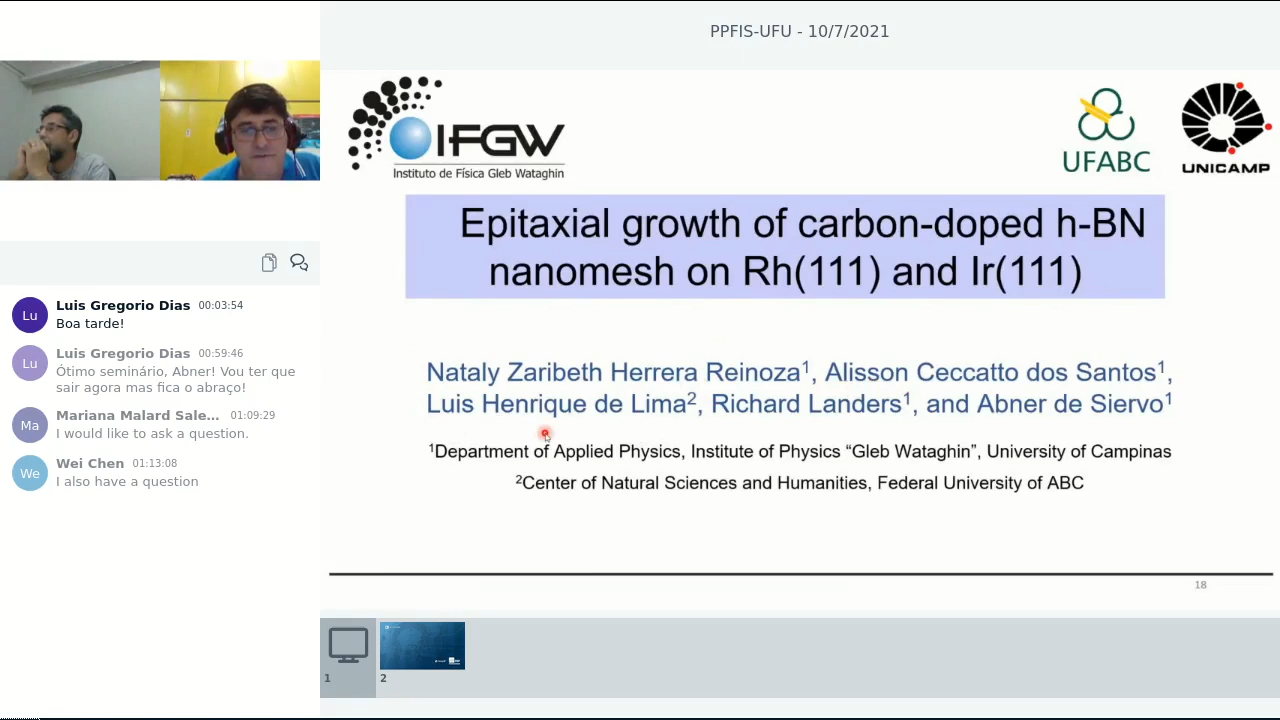 PPFIS-UFU - 10/7/2021
IFGW
Instituto de Física Gleb Wataghin
UFABC
UNICAMP
Epitaxial growth of carbon-doped h-BN
nanomesh on Rh(111) and Ir(111)
Nataly Zaribeth Herrera Reinoza¹, Alisson Ceccatto dos Santos¹,
Luis Henrique de Lima², Richard Landers¹, and Abner de Siervo¹
¹Department of Applied Physics, Institute of Physics “Gleb Wataghin”, University of Campinas
²Center of Natural Sciences and Humanities, Federal University of ABC
18
Lu
Luis Gregorio Dias 00:03:54
Boa tarde!
Lu
Luis Gregorio Dias 00:59:46
Ótimo seminário, Abner! Vou ter que
sair agora mas fica o abraço!
Ma
Mariana Malard Sale... 01:09:29
I would like to ask a question.
We
Wei Chen 01:13:08
I also have a question
1
2